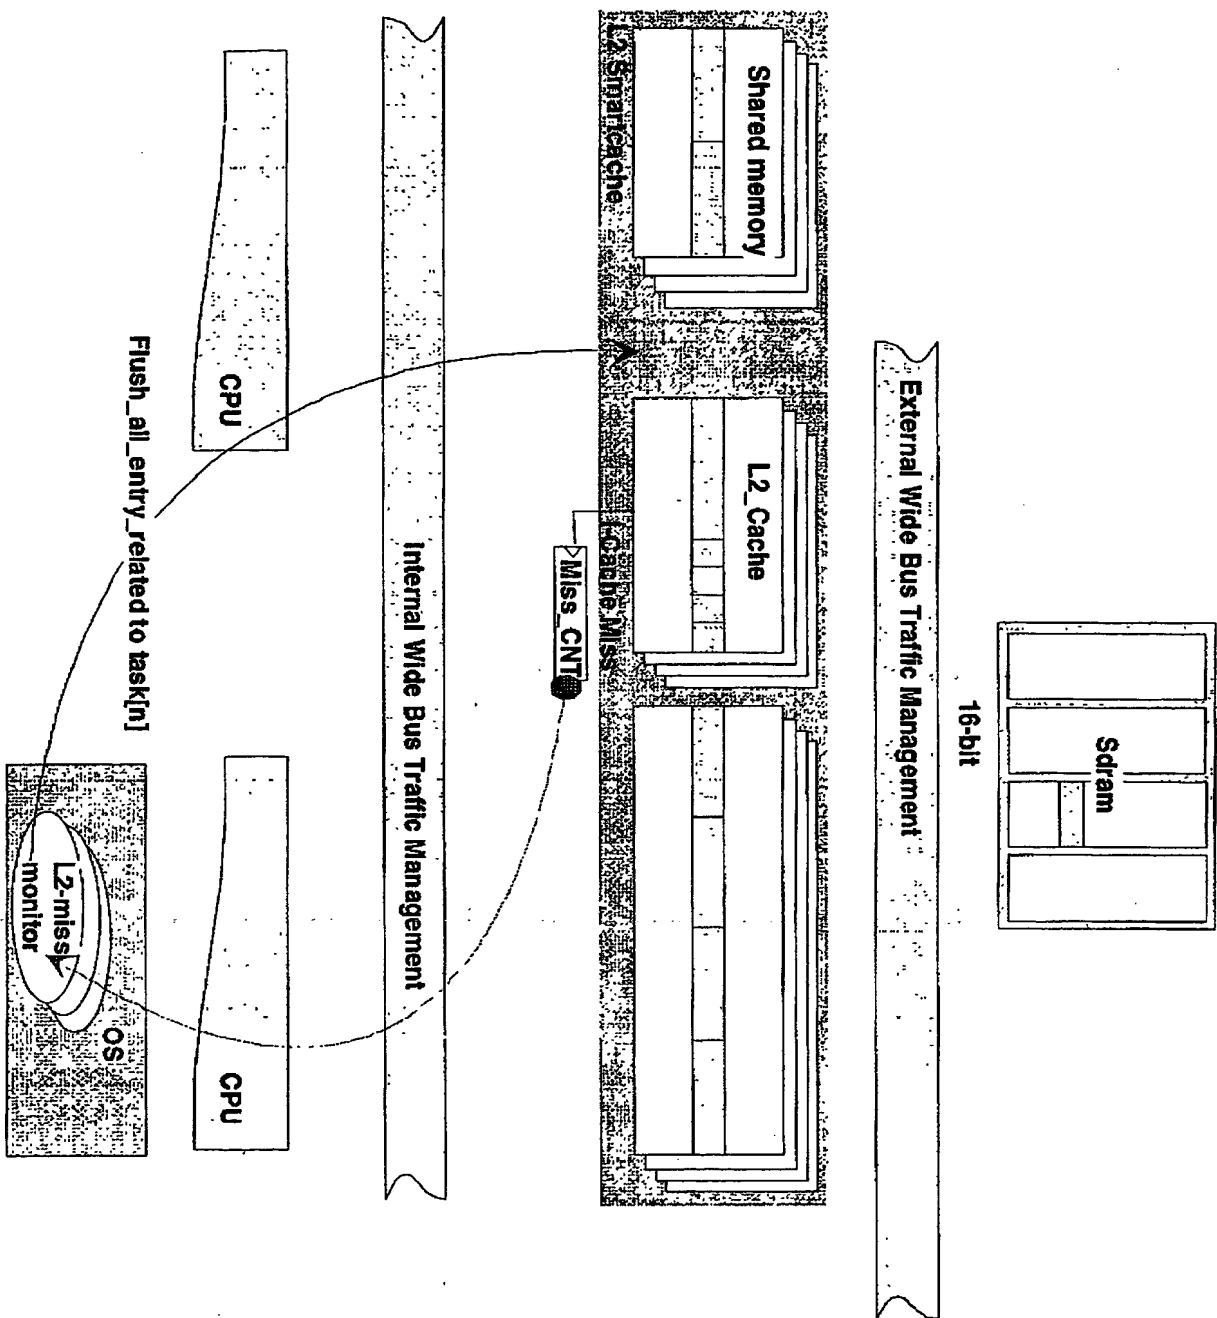 Sdram
16-bit
External Wide Bus Traffic Management
Shared memory
L2_Cache
L2 Smartcache
I-Cache Miss
Miss_CNT
Internal Wide Bus Traffic Management
CPU
CPU
Flush_all_entry_related to task[n]
OS
L2-miss
monitor